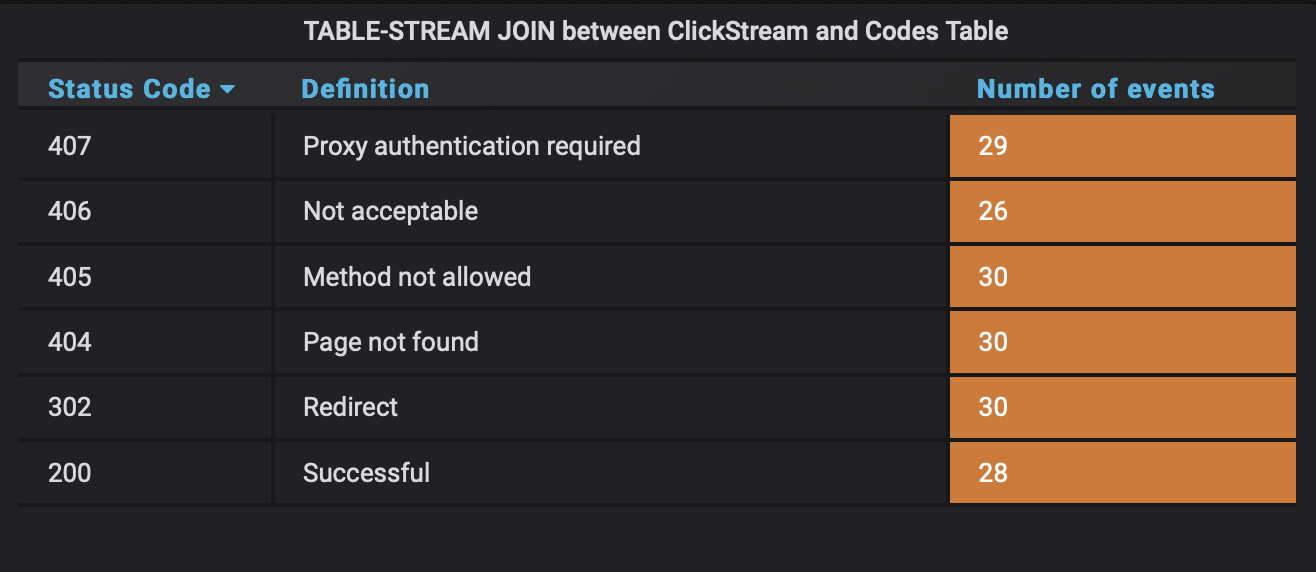 TABLE-STREAM JOIN between ClickStream and Codes Table
Status Code Definition Number of events
407 Proxy authentication required 29
406 Not acceptable 26
405 Method not allowed 30
404 Page not found 30
302 Redirect 30
200 Successful 28